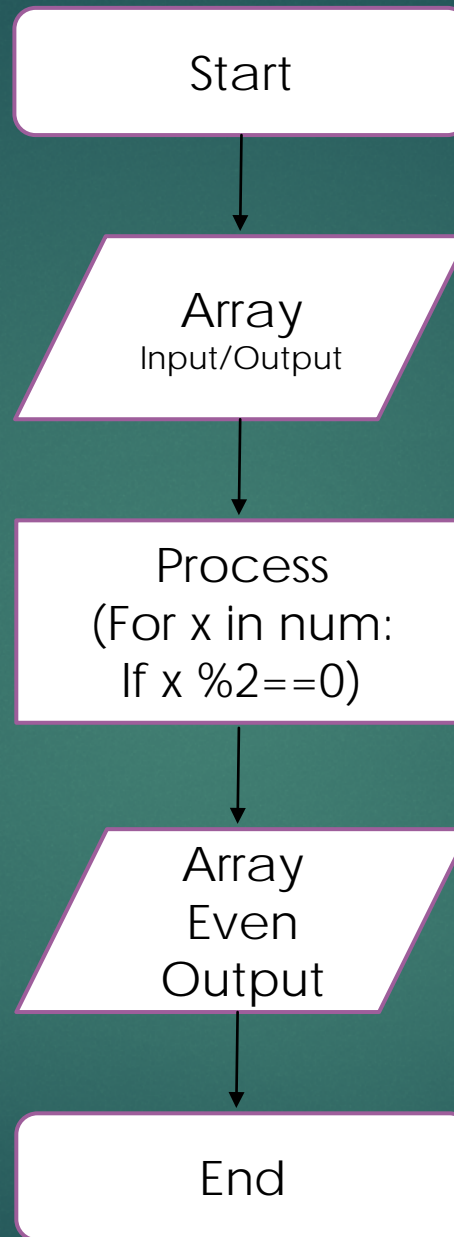 Start
Array
Input/Output
Process
(For x in num:
If x %2==0)
Array
Even
Output
End